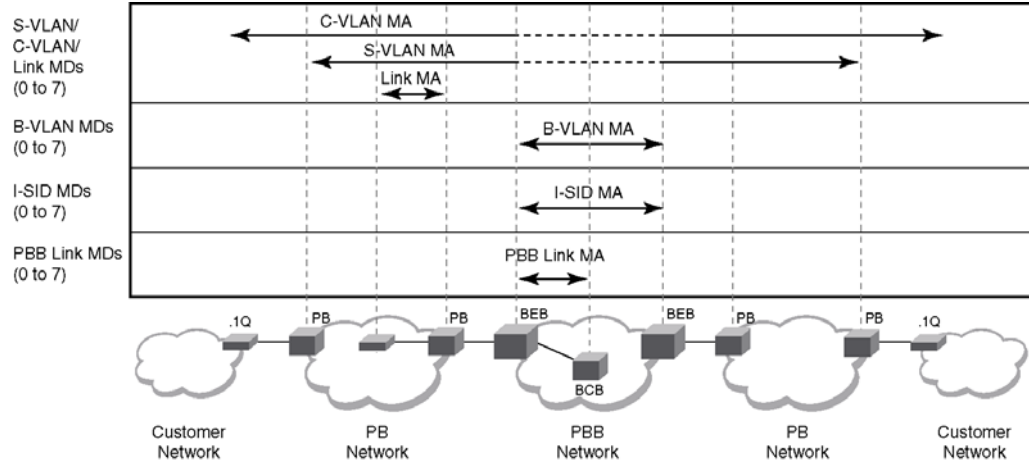 S-VLAN/
C-VLAN/
Link MDs
(0 to 7)
C-VLAN MA
S-VLAN MA
Link MA
B-VLAN MDs
(0 to 7)
B-VLAN MA
I-SID MDs
(0 to 7)
I-SID MA
PBB Link MDs
(0 to 7)
PBB Link MA
.1Q
PB
PB
BEB
BEB
PB
PB
.1Q
BCB
Customer
Network
PB
Network
PBB
Network
PB
Network
Customer
Network